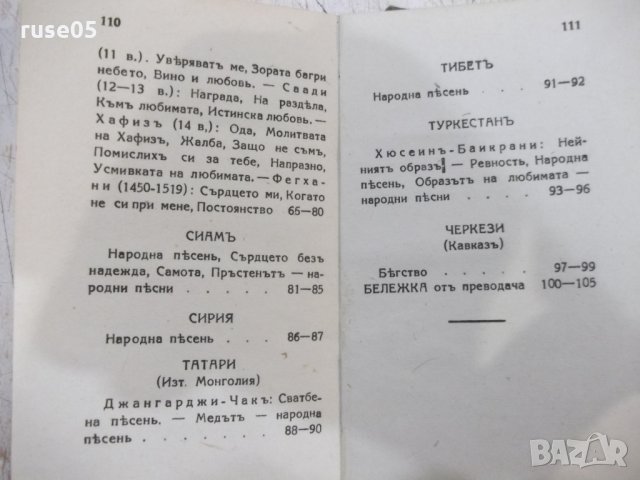 ruse05
110
(11 в.). Увѣряватъ ме, Зората багри
небето, Вино и любовь. — Саади
(12—13 в.): Награда, На раздѣла,
Къмъ любимата, Истинска любовь. —
Хафизъ (14 в.): Ода, Молитвата
на Хафизъ, Жалба, Защо не съмъ,
Помислихъ си за тебе, Напразно,
Усмивката на любимата. — Фегха-
ни (1450-1519): Сърдцето ми, Когато
не си при мене, Постоянство 65—80
СИАМЪ
Народна пѣсень, Сърдцето безъ
надежда, Самота, Пръстенътъ — на-
родни пѣсни . . . . . 81—85
СИРИЯ
Народна пѣсень . . . . 86—87
ТАТАРИ
(Изт. Монголия)
Джангарджи-Чакъ: Сватбе-
на пѣсень. — Медътъ — народна
пѣсень . . . . . . . 88—90
111
ТИБЕТЪ
Народна пѣсень . . . . 91—92
ТУРКЕСТАНЪ
Хюсеинъ-Баикрани: Ней-
ниятъ образъ — Ревность, Народна
пѣсень, Образътъ на любимата —
народни пѣсни . . . . 93—96
ЧЕРКЕЗИ
(Кавказъ)
Бѣгство . . . . . 97—99
БЕЛЕЖКА отъ преводача 100—105
BAZAR
.bg